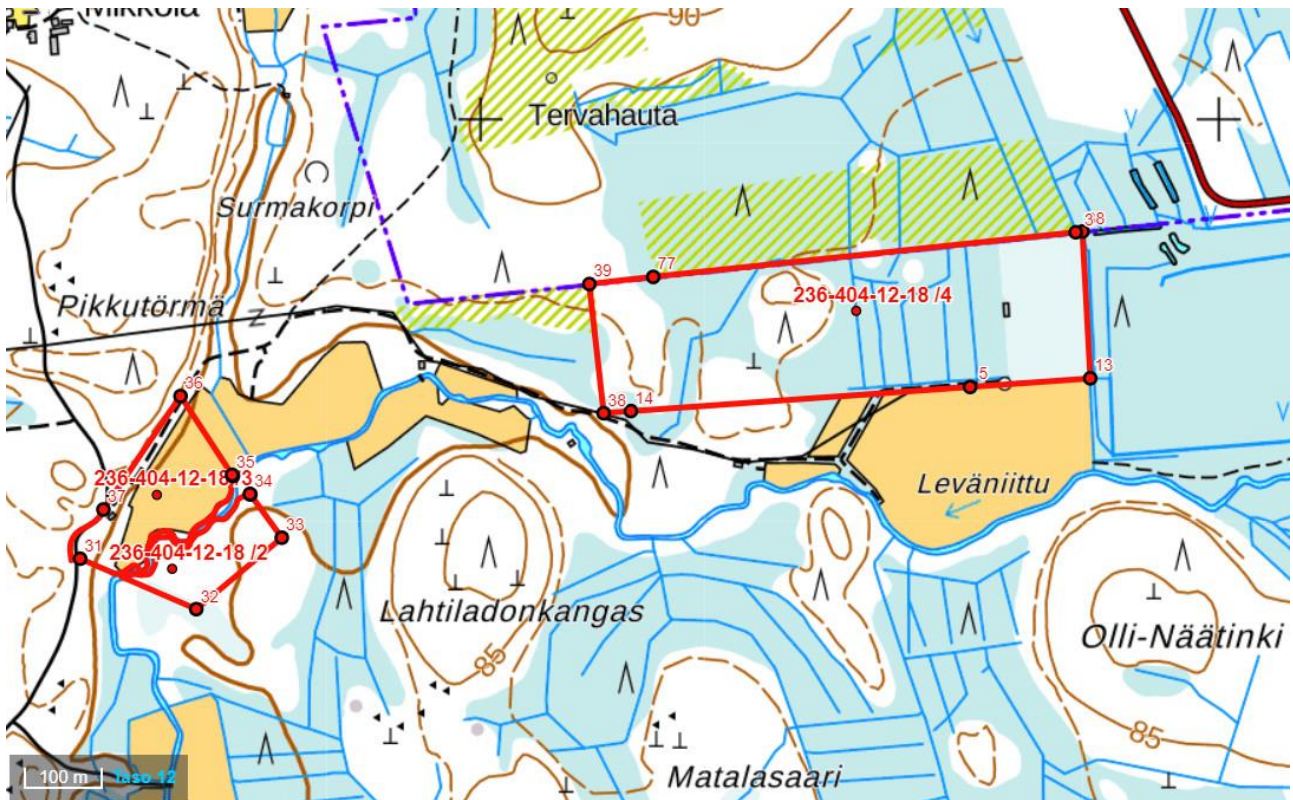 Mikkola
90
Tervahauta
Surmakorpi
38
Pikkutörmä
39
77
236-404-12-18 /4
36
38
14
5
13
35
236-404-12-18 /3
34
Leväniittu
37
33
31
236-404-12-18 /2
32
Lahtiladonkangas
85
Olli-Näätinki
85
Matalasaari
100 m
Taso 12